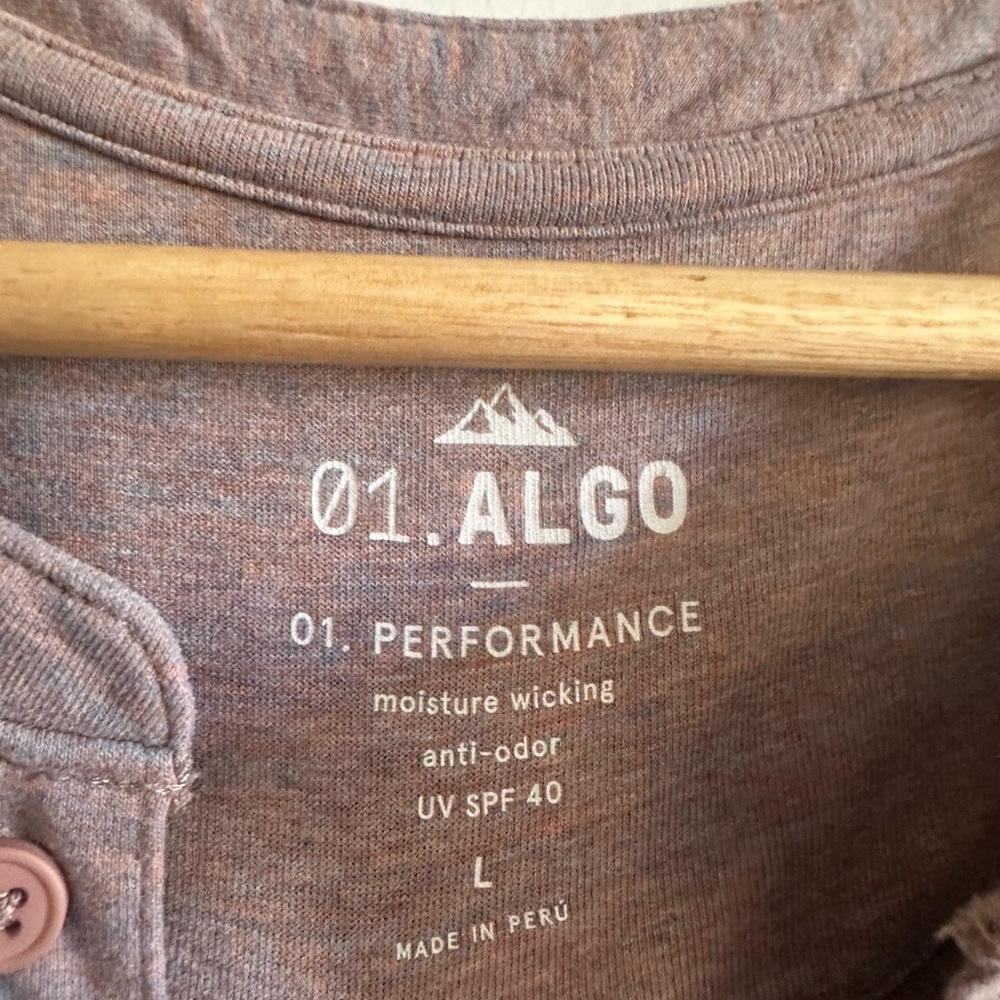 01.ALGO
01. PERFORMANCE
moisture wicking
anti-odor
UV SPF 40
L
MADE IN PERÚ